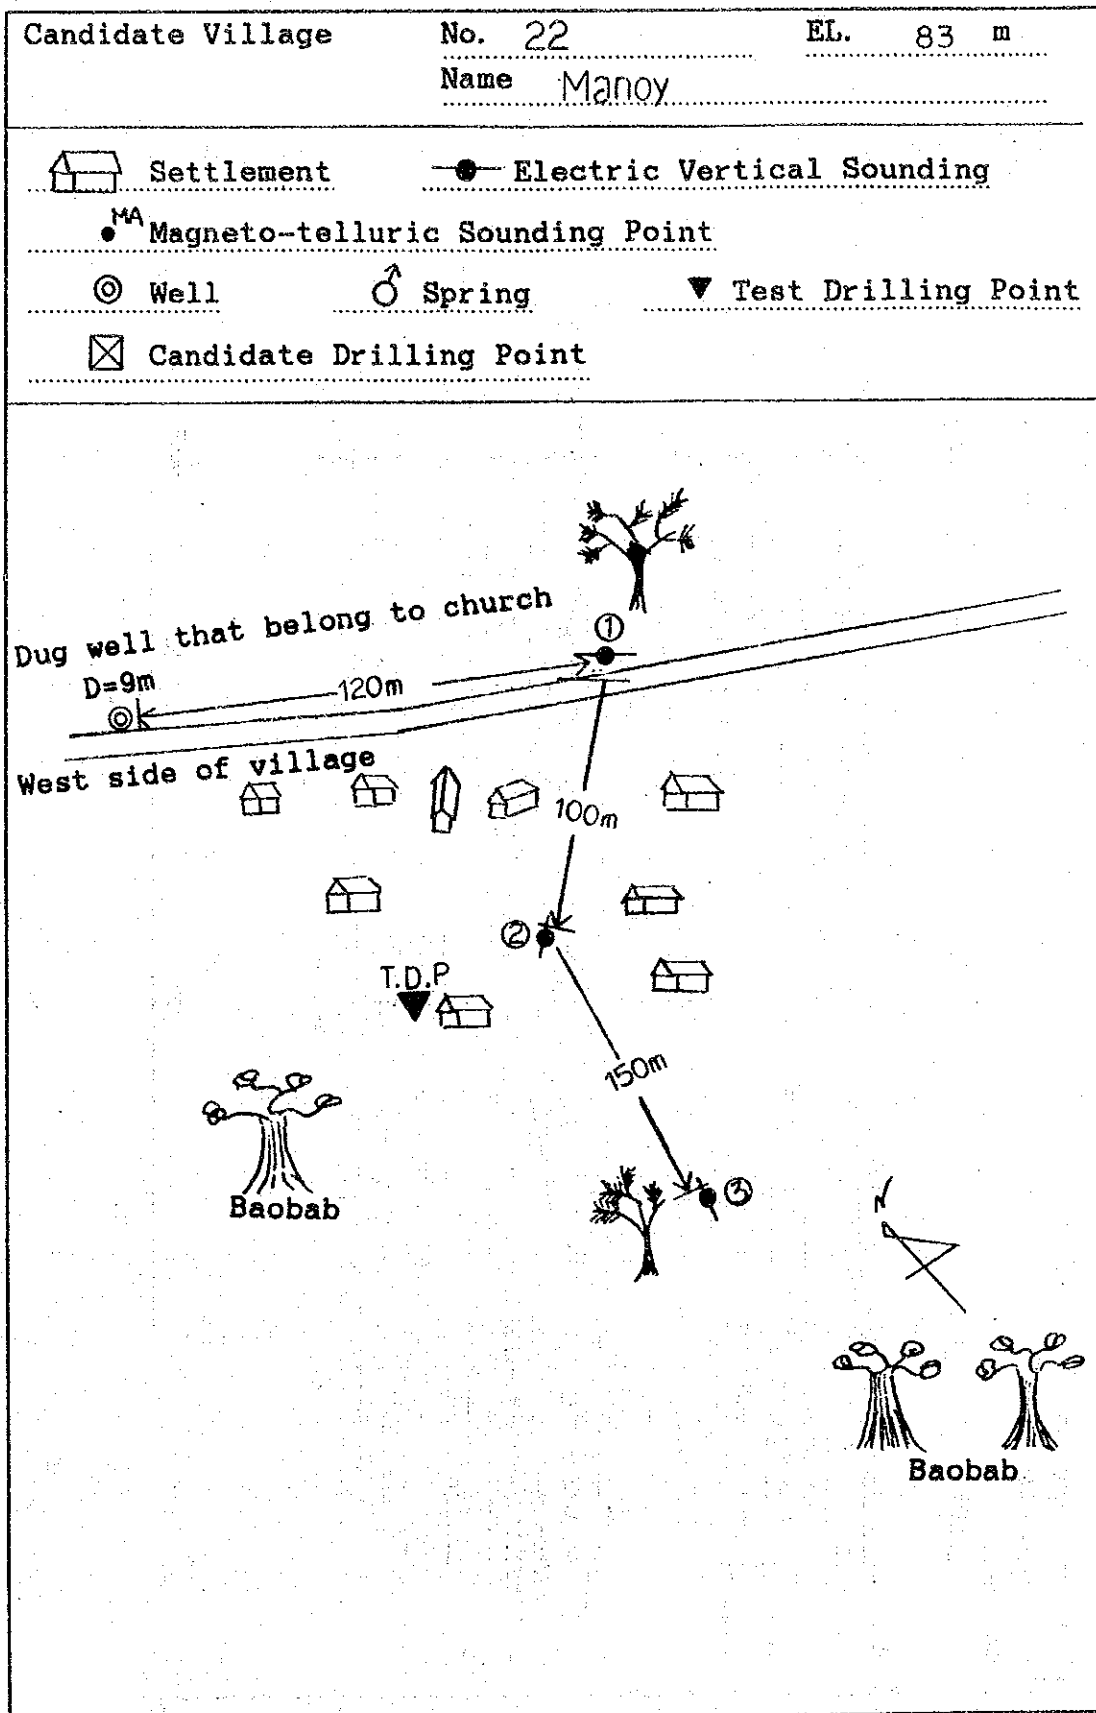 Candidate Village No. 22 EL. 83 m
Name Manoy
Settlement Electric Vertical Sounding
MA Magneto-telluric Sounding Point
Well Spring Test Drilling Point
Candidate Drilling Point
Dug well that belong to church
①
D=9m
120m
West side of village
100m
②
T.D.P
150m
③
Baobab
N
Baobab